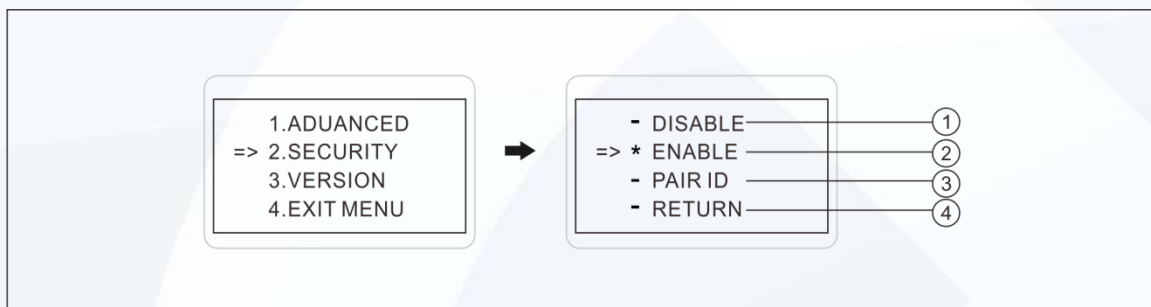 1.ADUANCED
=> 2.SECURITY
3.VERSION
4.EXIT MENU
- DISABLE ①
=> * ENABLE ②
- PAIR ID ③
- RETURN ④